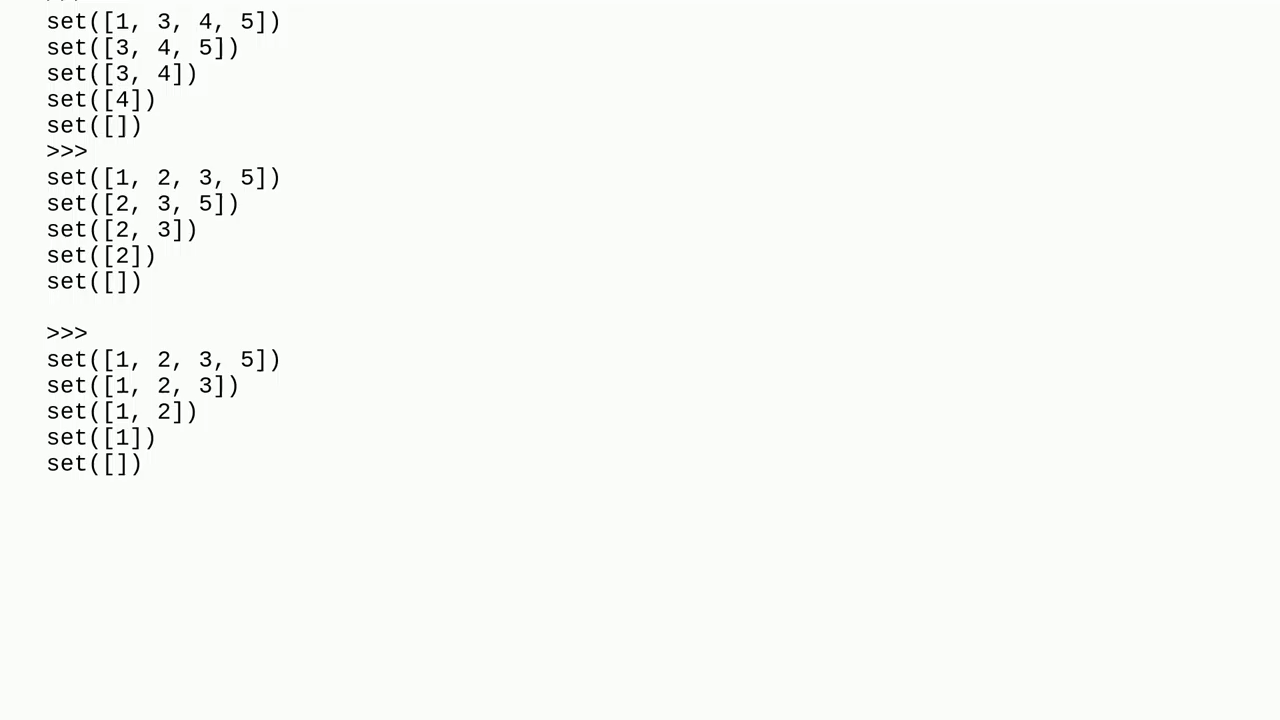 set([1, 3, 4, 5])
set([3, 4, 5])
set([3, 4])
set([4])
set([])
>>>
set([1, 2, 3, 5])
set([2, 3, 5])
set([2, 3])
set([2])
set([])
>>>
set([1, 2, 3, 5])
set([1, 2, 3])
set([1, 2])
set([1])
set([])